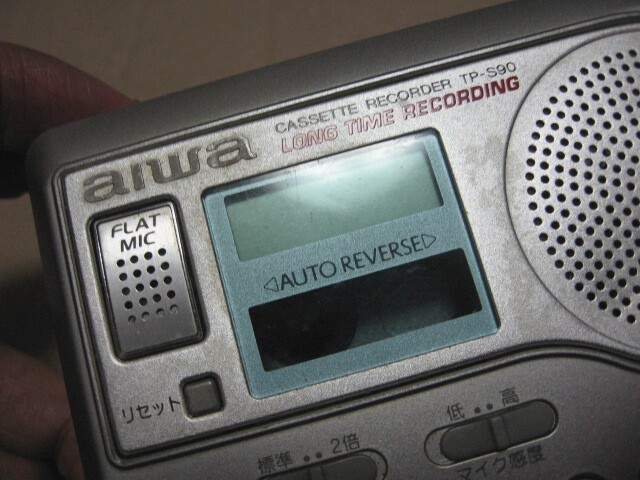 aiwa
CASSETTE RECORDER TP-S90
LONG TIME RECORDING
FLAT
MIC
◁AUTO REVERSE▷
リセット
標準 •• 2倍
低 •• 高
マイク感度